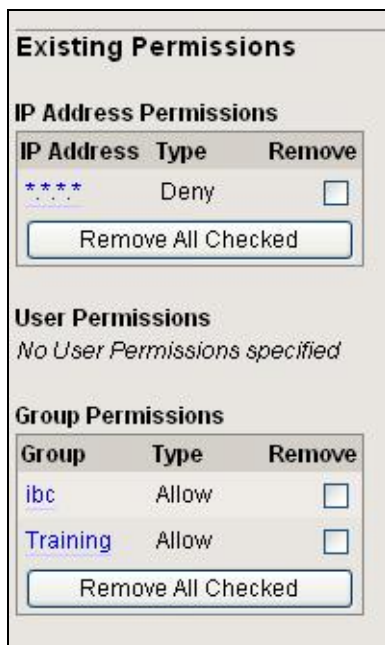 Existing Permissions
IP Address Permissions
IP Address Type Remove
*.*.*.* Deny
Remove All Checked
User Permissions
No User Permissions specified
Group Permissions
Group Type Remove
ibc Allow
Training Allow
Remove All Checked